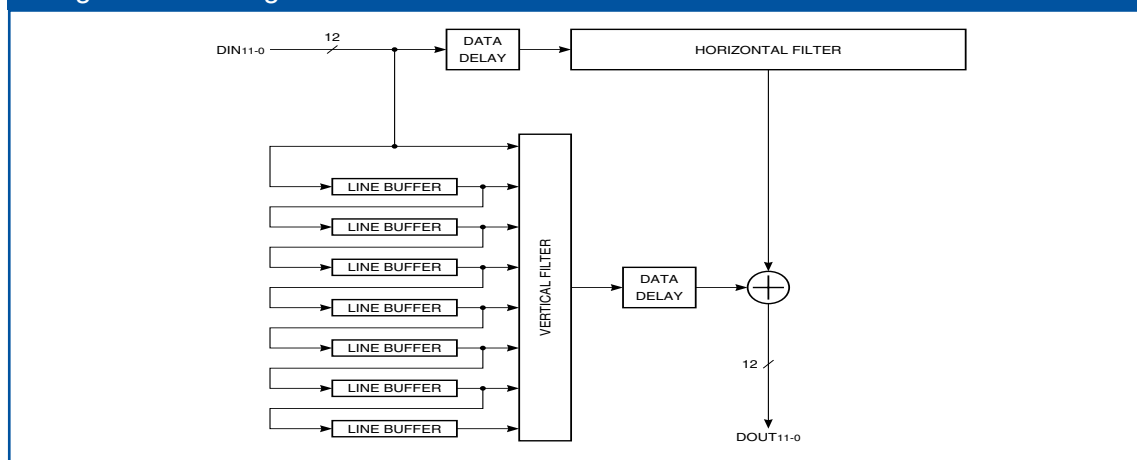 DIN11-0
12
DATA
DELAY
HORIZONTAL FILTER
LINE BUFFER
LINE BUFFER
LINE BUFFER
LINE BUFFER
LINE BUFFER
LINE BUFFER
LINE BUFFER
VERTICAL FILTER
DATA
DELAY
12
DOUT11-0